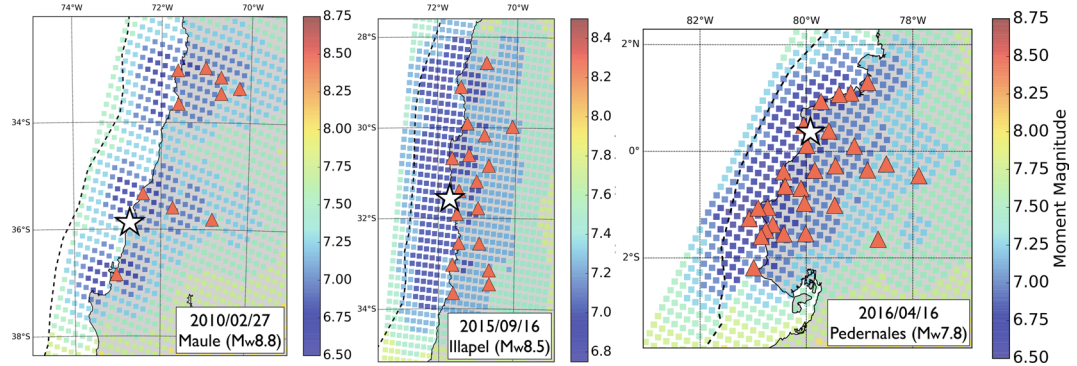 74°W 72°W 70°W
34°S
36°S
38°S
2010/02/27
Maule (Mw8.8)
8.75
8.50
8.25
8.00
7.75
7.50
7.25
7.00
6.75
6.50
72°W 70°W
28°S
30°S
32°S
34°S
2015/09/16
Illapel (Mw8.5)
8.4
8.2
8.0
7.8
7.6
7.4
7.2
7.0
6.8
82°W 80°W 78°W
2°N
0°
2°S
2016/04/16
Pedernales (Mw7.8)
8.75
8.50
8.25
8.00
7.75
7.50
7.25
7.00
6.75
6.50
Moment Magnitude